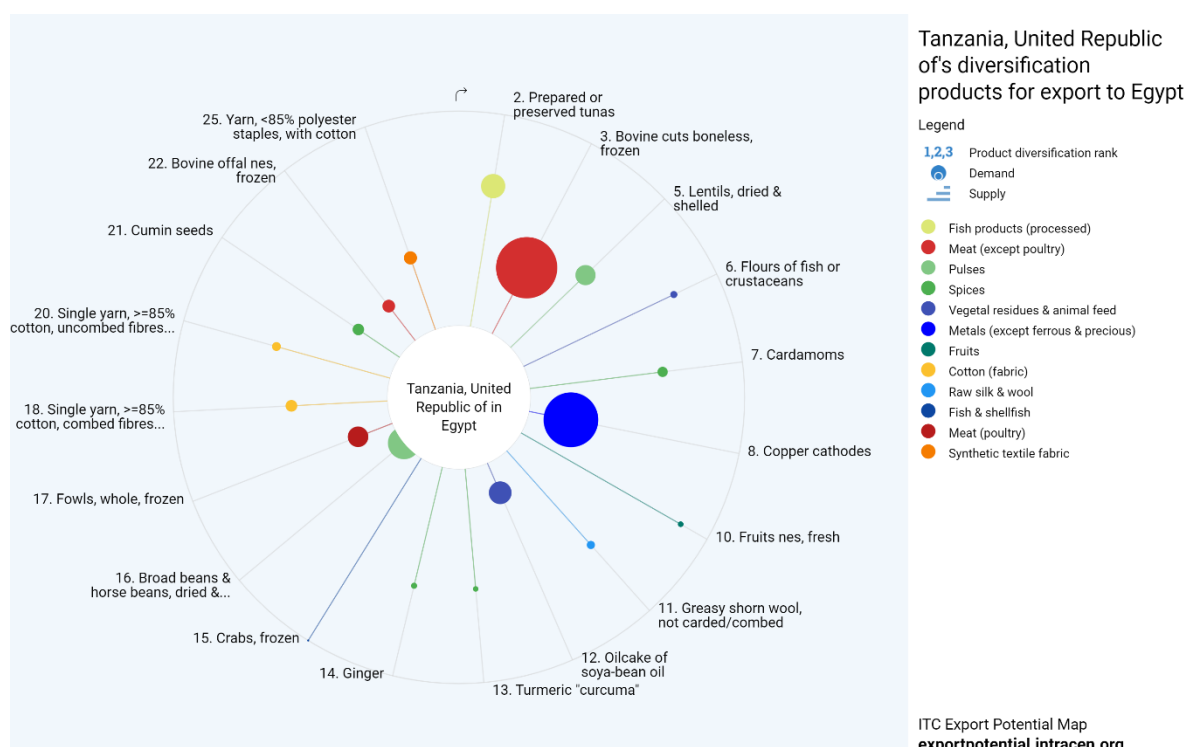 Tanzania, United Republic
of's diversification
products for export to Egypt
Legend
1,2,3 Product diversification rank
Demand
Supply
Fish products (processed)
Meat (except poultry)
Pulses
Spices
Vegetal residues & animal feed
Metals (except ferrous & precious)
Fruits
Cotton (fabric)
Raw silk & wool
Fish & shellfish
Meat (poultry)
Synthetic textile fabric
2. Prepared or
preserved tunas
3. Bovine cuts boneless,
frozen
5. Lentils, dried &
shelled
6. Flours of fish or
crustaceans
7. Cardamoms
8. Copper cathodes
10. Fruits nes, fresh
11. Greasy shorn wool,
not carded/combed
12. Oilcake of
soya-bean oil
13. Turmeric "curcuma"
14. Ginger
15. Crabs, frozen
16. Broad beans &
horse beans, dried &...
17. Fowls, whole, frozen
18. Single yarn, >=85%
cotton, combed fibres...
20. Single yarn, >=85%
cotton, uncombed fibres...
21. Cumin seeds
22. Bovine offal nes,
frozen
25. Yarn, <85% polyester
staples, with cotton
Tanzania, United
Republic of in
Egypt
ITC Export Potential Map
exportpotential.intracen.org